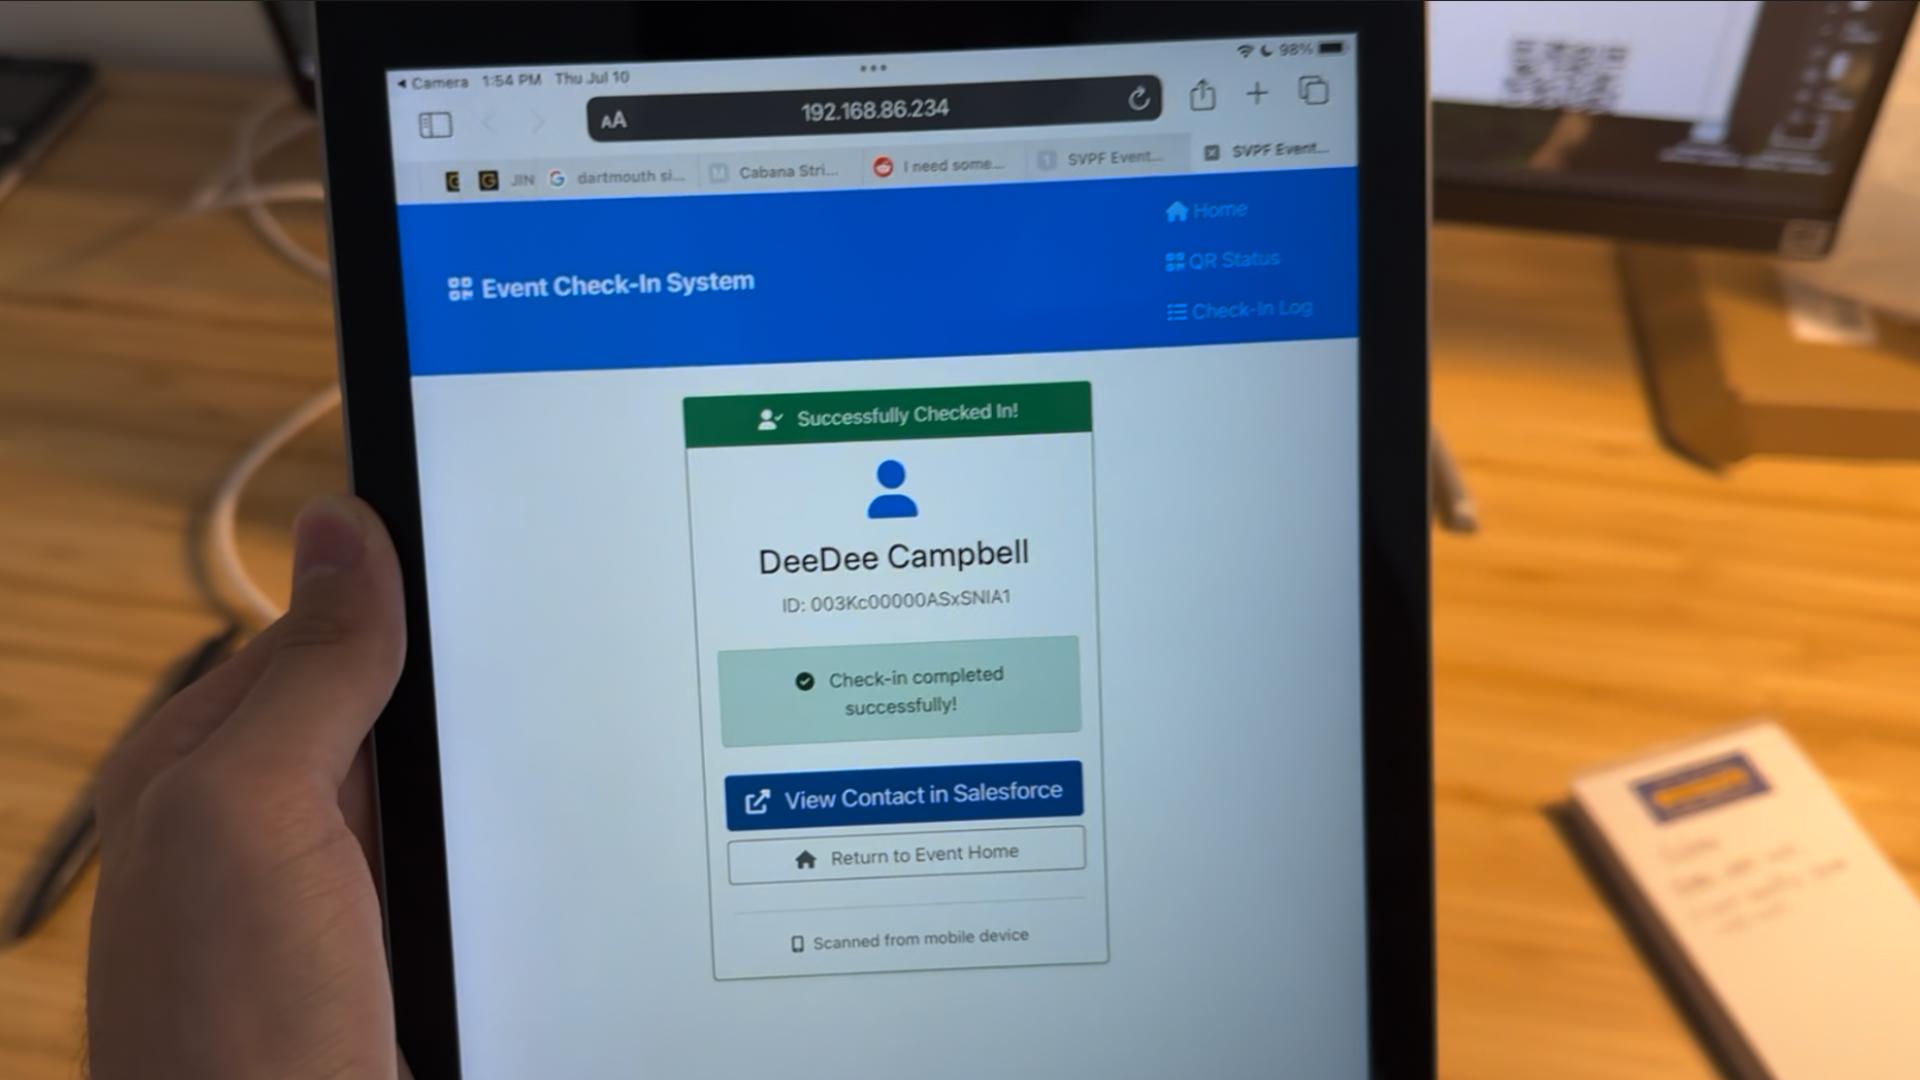 Camera 1:54 PM Thu Jul 10
98%
AA 192.168.86.234
JIN
dartmouth si...
Cabana Stri...
I need some...
SVPF Event...
SVPF Event...
Event Check-In System
Home
QR Status
Check-In Log
Successfully Checked In!
DeeDee Campbell
ID: 003Kc00000ASxSNIA1
Check-in completed
successfully!
View Contact in Salesforce
Return to Event Home
Scanned from mobile device